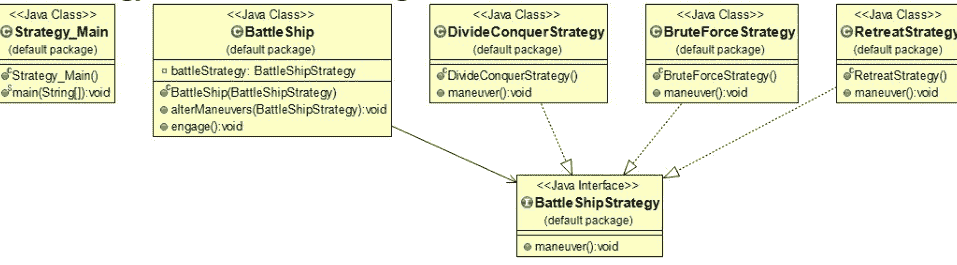 <<Java Class>>
Strategy_Main
(default package)
Strategy_Main()
main(String[]):void
<<Java Class>>
BattleShip
(default package)
battleStrategy: BattleShipStrategy
BattleShip(BattleShipStrategy)
alterManeuvers(BattleShipStrategy):void
engage():void
<<Java Class>>
DivideConquerStrategy
(default package)
DivideConquerStrategy()
maneuver():void
<<Java Class>>
BruteForceStrategy
(default package)
BruteForceStrategy()
maneuver():void
<<Java Class>>
RetreatStrategy
(default package)
RetreatStrategy()
maneuver():void
<<Java Interface>>
BattleShipStrategy
(default package)
maneuver():void